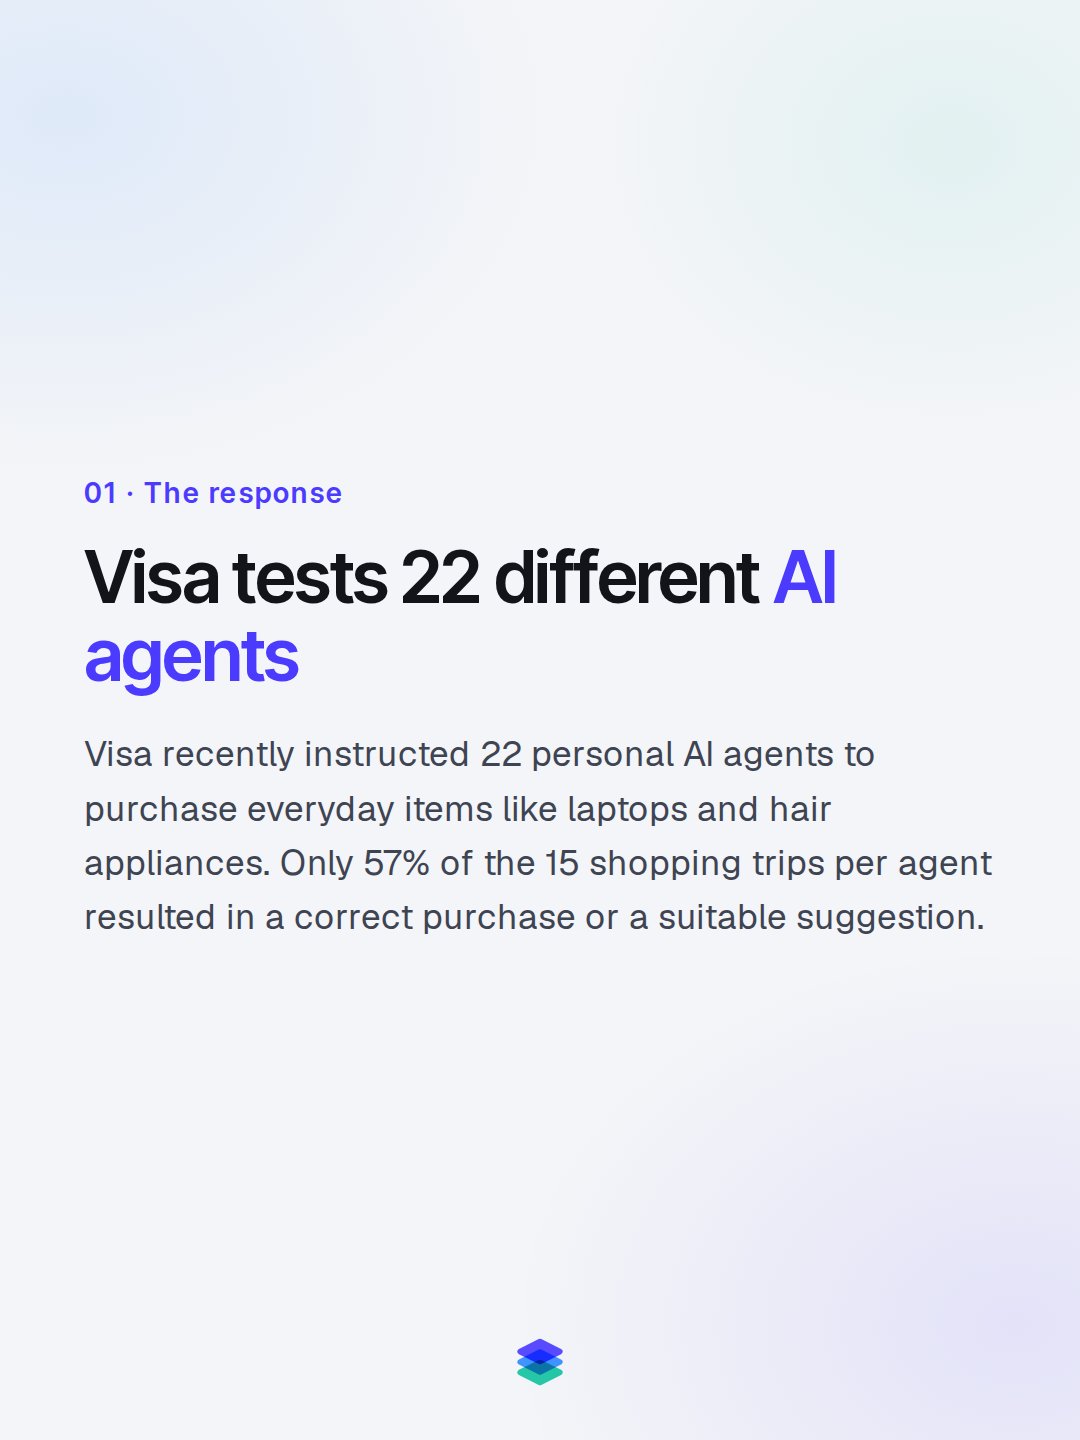 01 · The response
Visa tests 22 different AI
agents
Visa recently instructed 22 personal AI agents to
purchase everyday items like laptops and hair
appliances. Only 57% of the 15 shopping trips per agent
resulted in a correct purchase or a suitable suggestion.